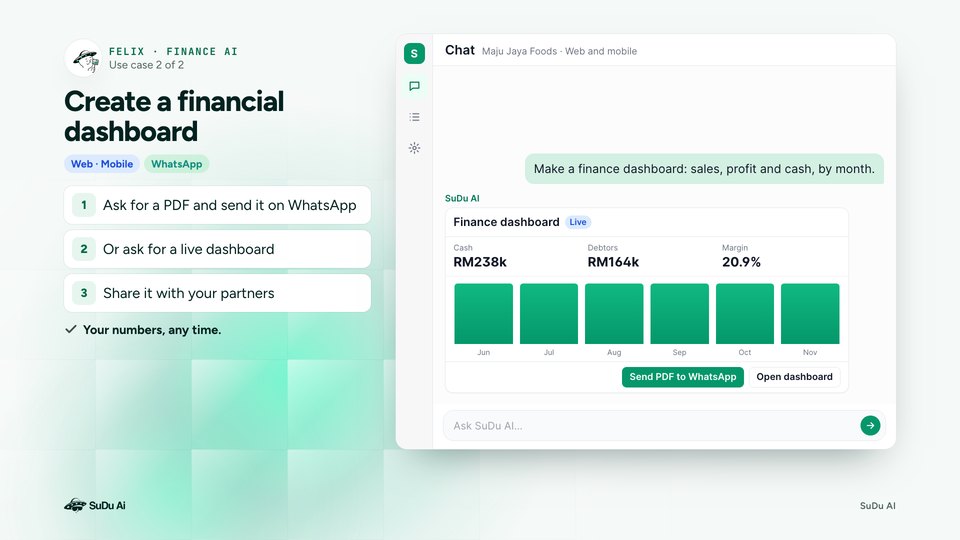 FELIX · FINANCE AI
Use case 2 of 2
Create a financial
dashboard
Web · Mobile
WhatsApp
1 Ask for a PDF and send it on WhatsApp
2 Or ask for a live dashboard
3 Share it with your partners
Your numbers, any time.
S
Chat Maju Jaya Foods · Web and mobile
Make a finance dashboard: sales, profit and cash, by month.
SuDu AI
Finance dashboard Live
Cash Debtors Margin
RM238k RM164k 20.9%
Jun Jul Aug Sep Oct Nov
Send PDF to WhatsApp Open dashboard
Ask SuDu AI...
SuDu Ai
SuDu AI